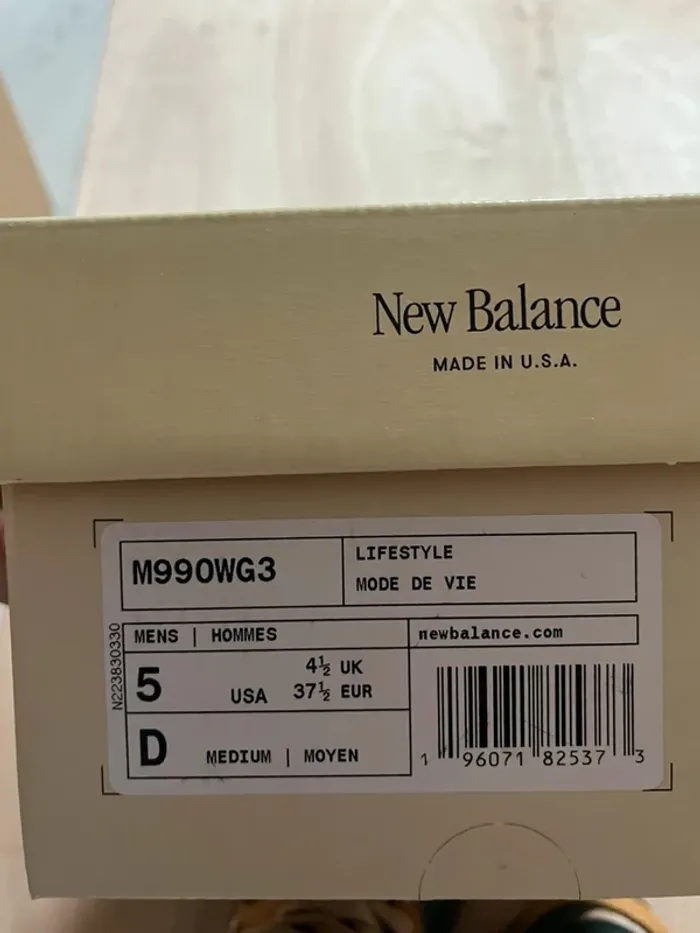 New Balance
MADE IN U.S.A.
M990WG3
LIFESTYLE
MODE DE VIE
MENS | HOMMES
newbalance.com
N223830330
5
USA
4½ UK
37½ EUR
D
MEDIUM | MOYEN
1 96071 82537 3